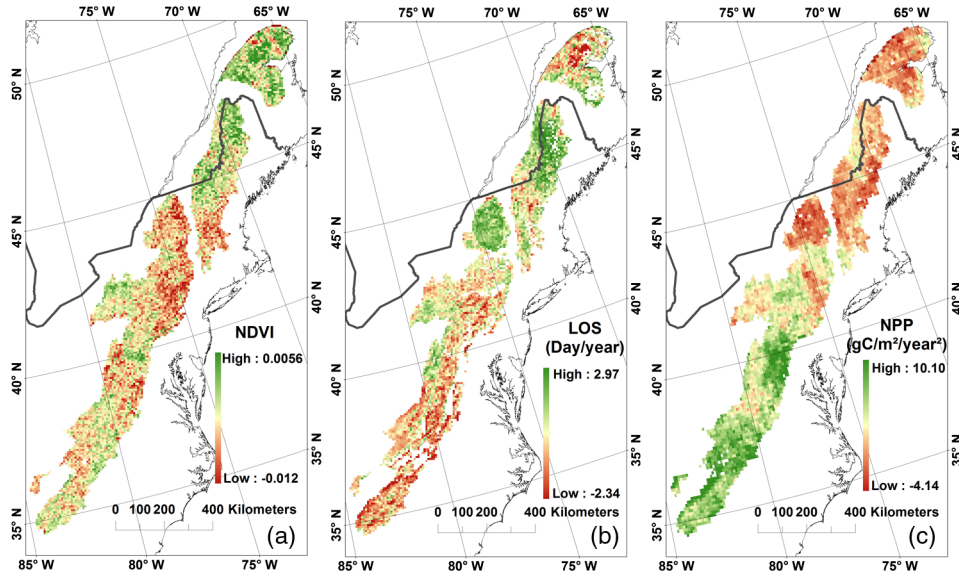 75° W 70° W 65° W
50° N
45° N
45° N
40° N
40° N
35° N
35° N
NDVI
High : 0.0056
Low : -0.012
0 100 200 400 Kilometers
(a)
85° W 80° W 75° W
75° W 70° W 65° W
50° N
45° N
45° N
40° N
40° N
35° N
35° N
LOS
(Day/year)
High : 2.97
Low : -2.34
0 100 200 400 Kilometers
(b)
85° W 80° W 75° W
75° W 70° W 65° W
50° N
45° N
45° N
40° N
40° N
35° N
35° N
NPP
(gC/m²/year²)
High : 10.10
Low : -4.14
0 100 200 400 Kilometers
(c)
85° W 80° W 75° W